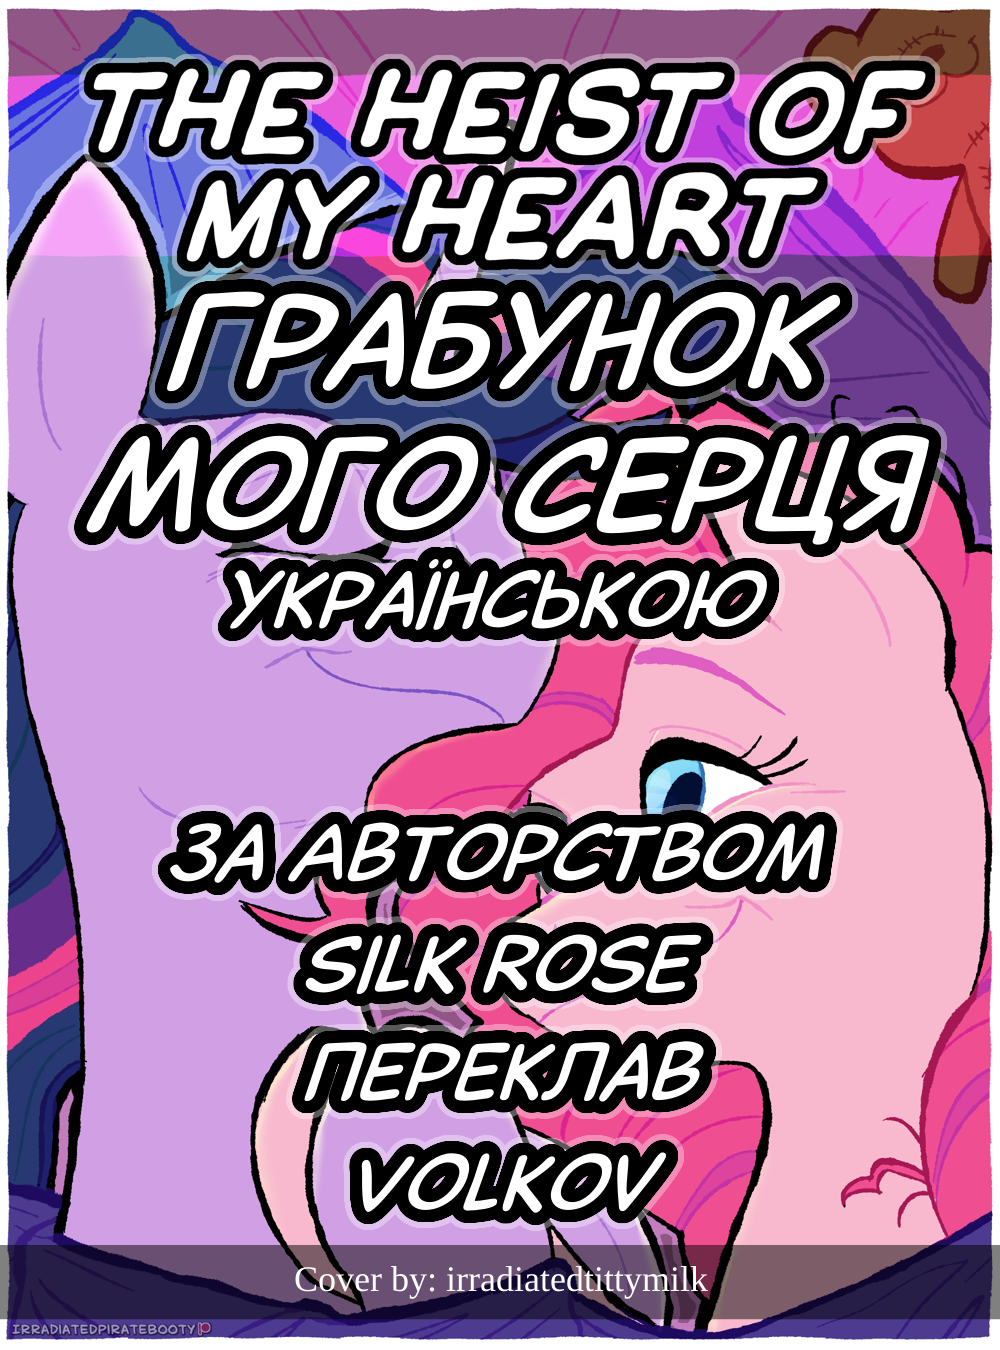 THE HEIST OF
MY HEART
ГРАБУНОК
МОГО СЕРЦЯ
УКРАЇНСЬКОЮ
ЗА АВТОРСТВОМ
SILK ROSE
ПЕРЕКЛАВ
VOLKOV
Cover by: irradiatedtittymilk
IRRADIATEDPIRATEBOOTY